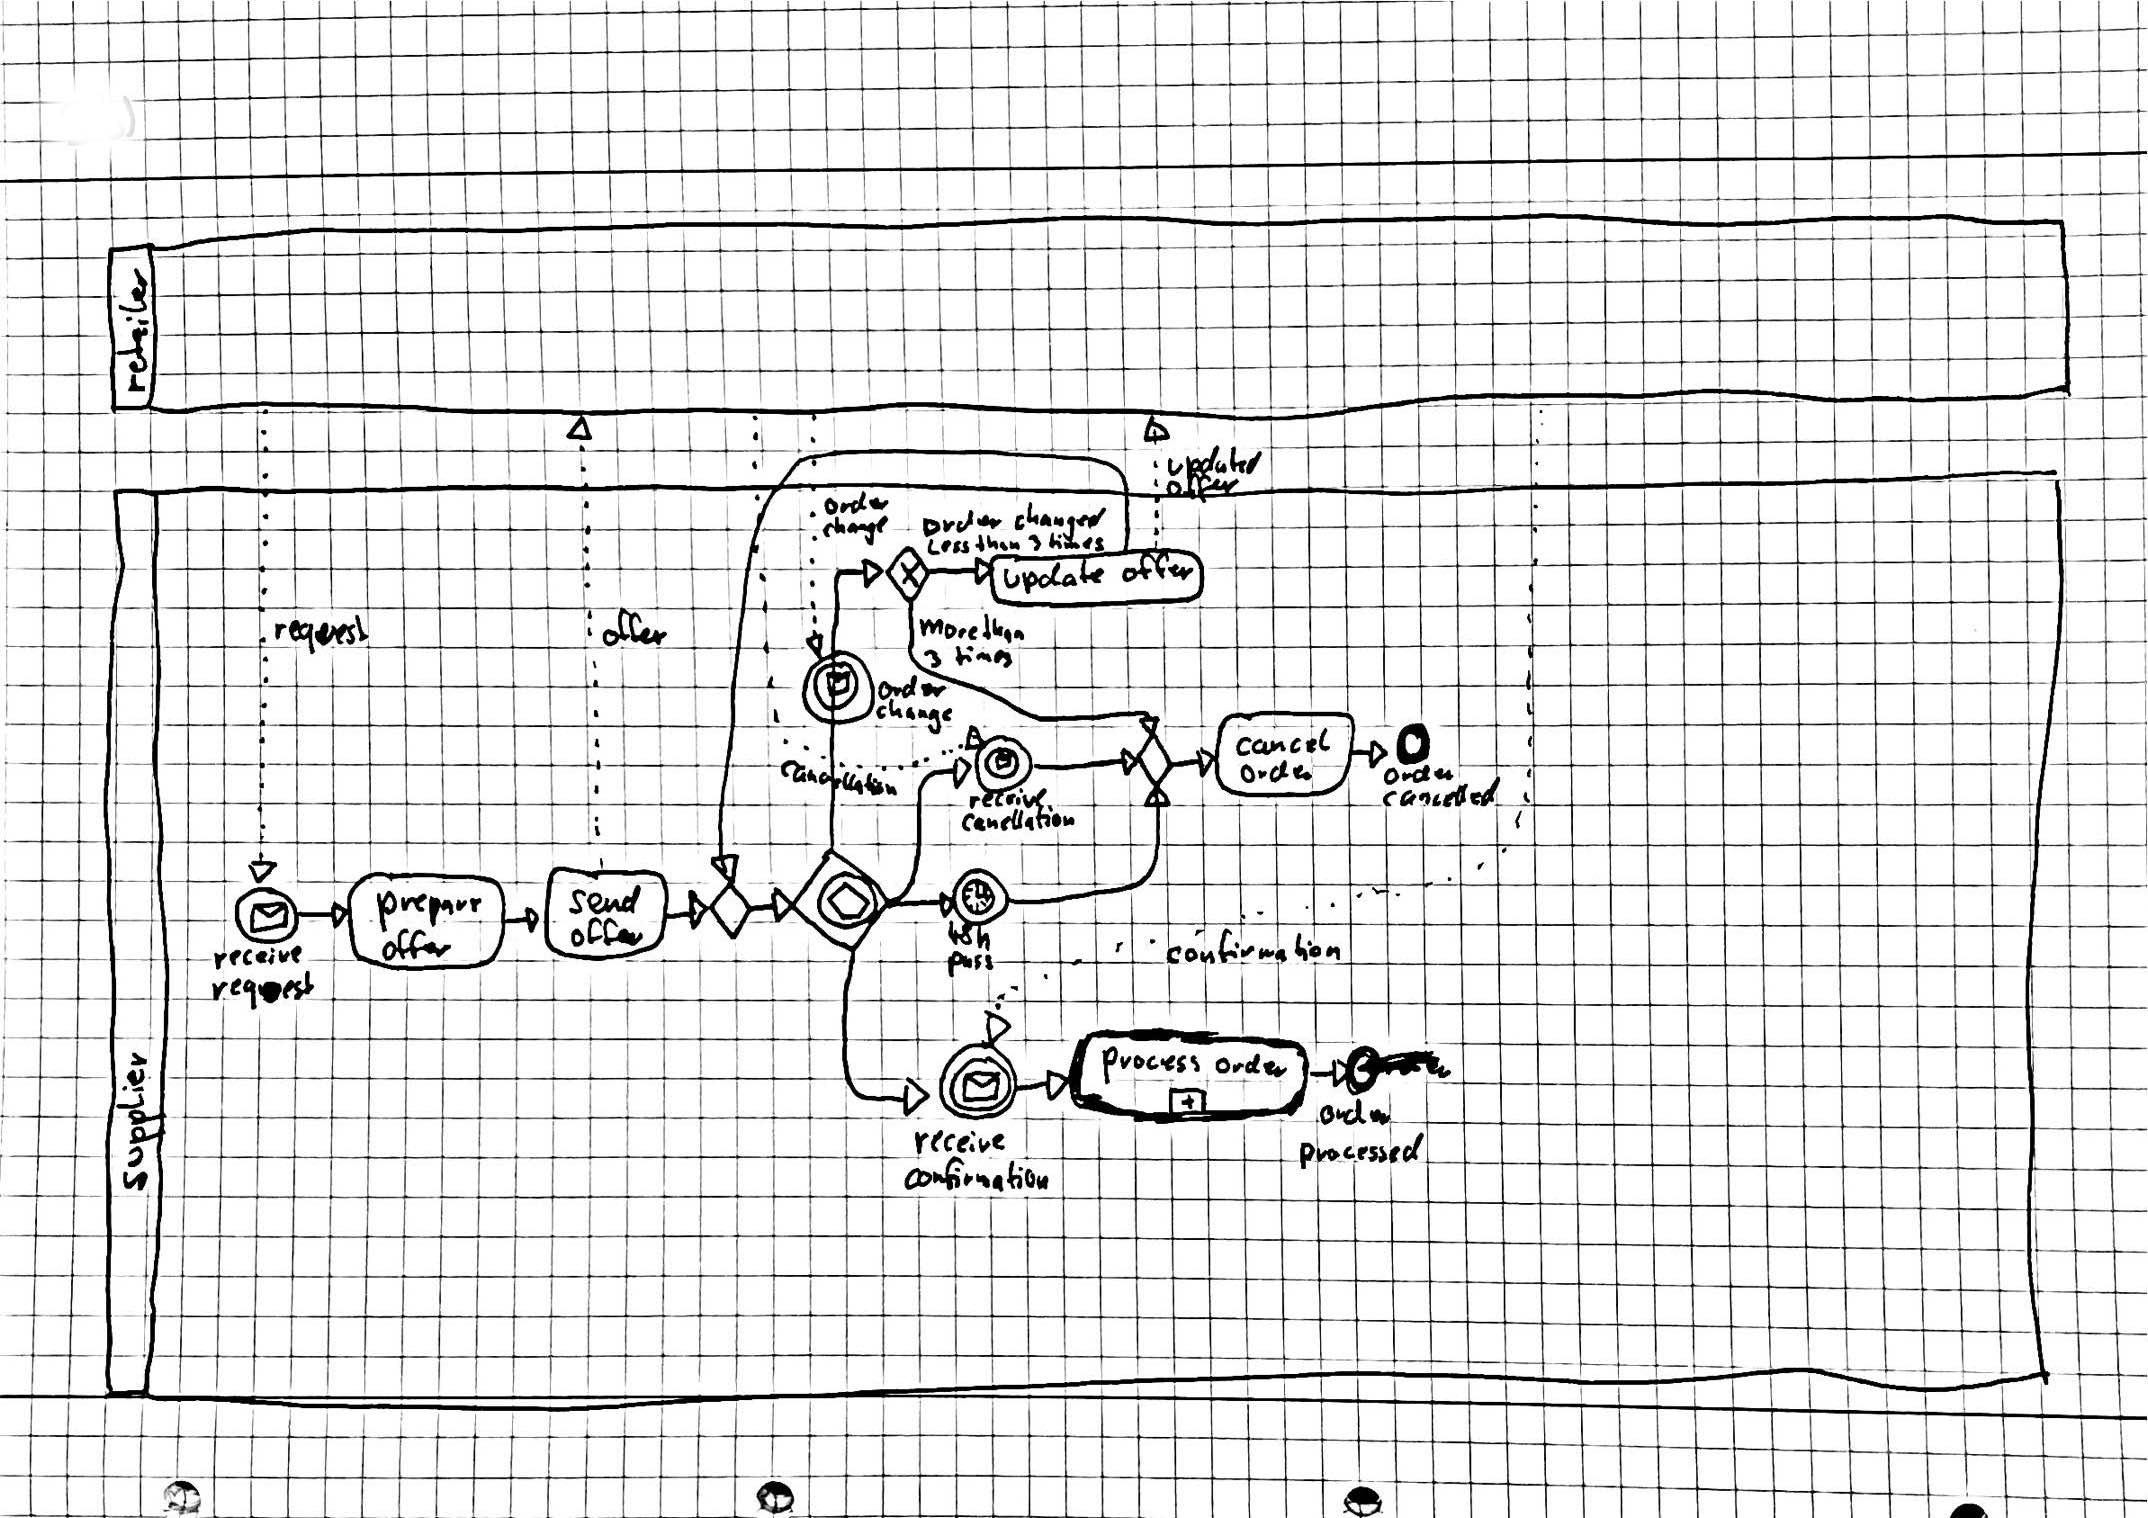 retailer
updated
offer
order
change
order changed
Less than 3 times
update offer
request
offer
More than
3 times
order
change
cancellation
receive
canellation
cancel
order
order
cancelled
prepare
offer
send
offer
receive
request
48h
pass
confirmation
process order
+
receive
confirmation
order
processed
supplier